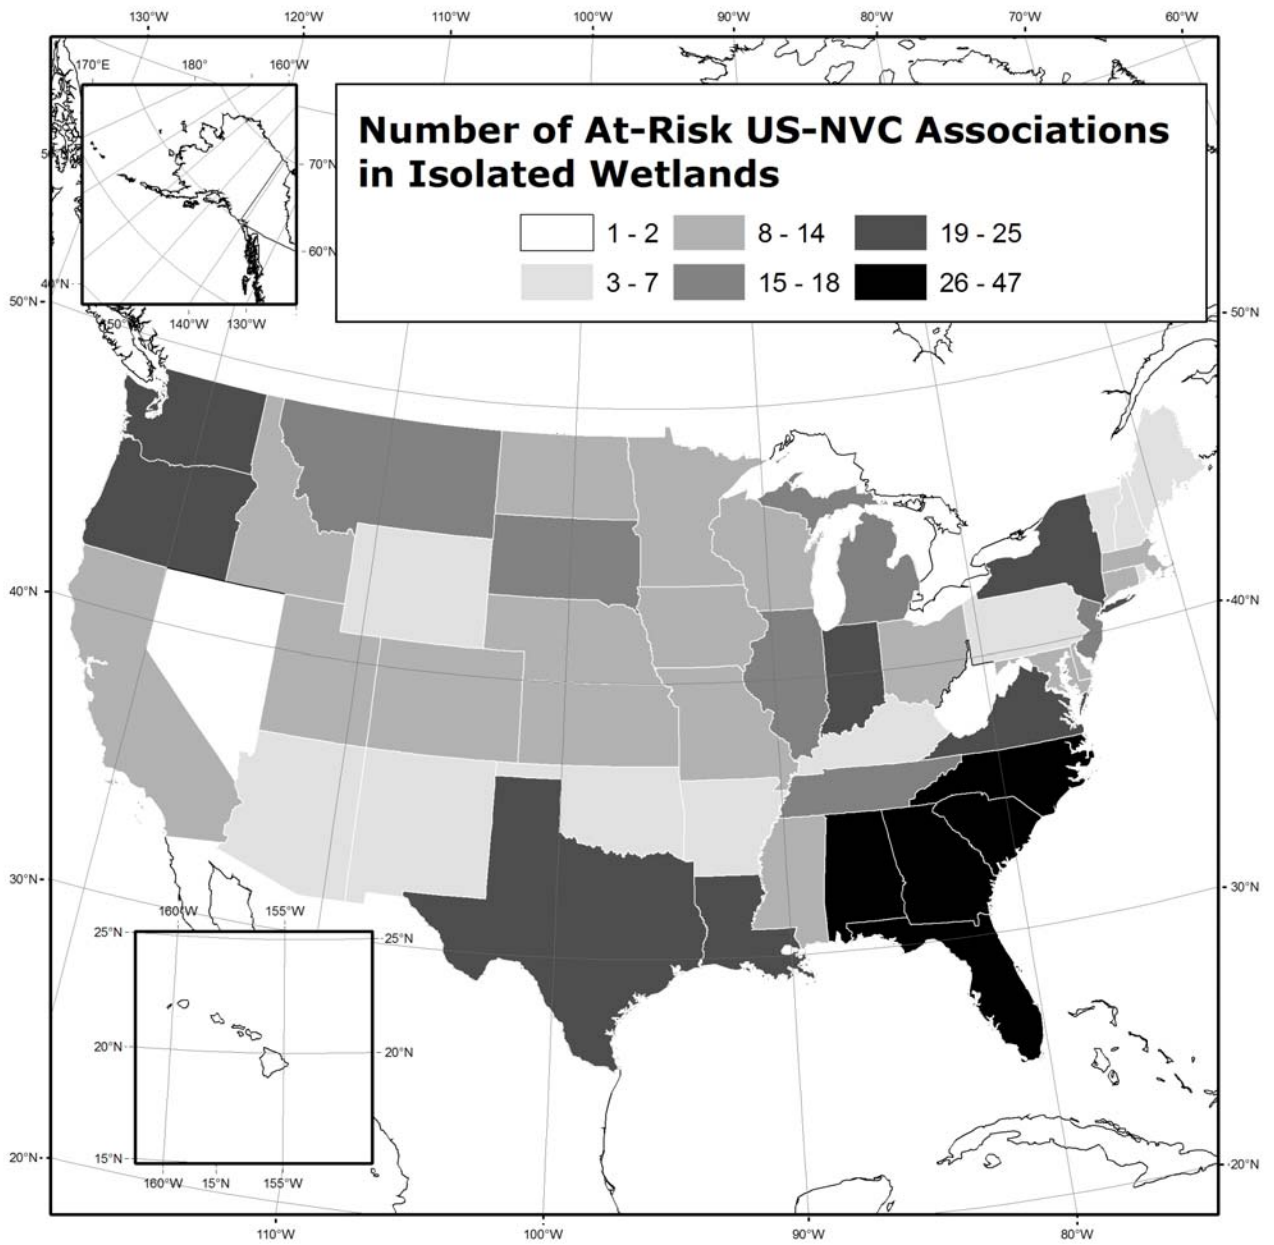 130°W 120°W 110°W 100°W 90°W 80°W 70°W 60°W
170°E 180° 160°W
Number of At-Risk US-NVC Associations
in Isolated Wetlands
70°N
1 - 2 8 - 14 19 - 25
60°N
3 - 7 15 - 18 26 - 47
40°N
50°N 50°N
150°W 140°W 130°W
40°N 40°N
30°N 30°N
160°W 155°W
25°N 25°N
20°N 20°N
15°N
20°N 20°N
160°W 15°N 155°W
110°W 100°W 90°W 80°W